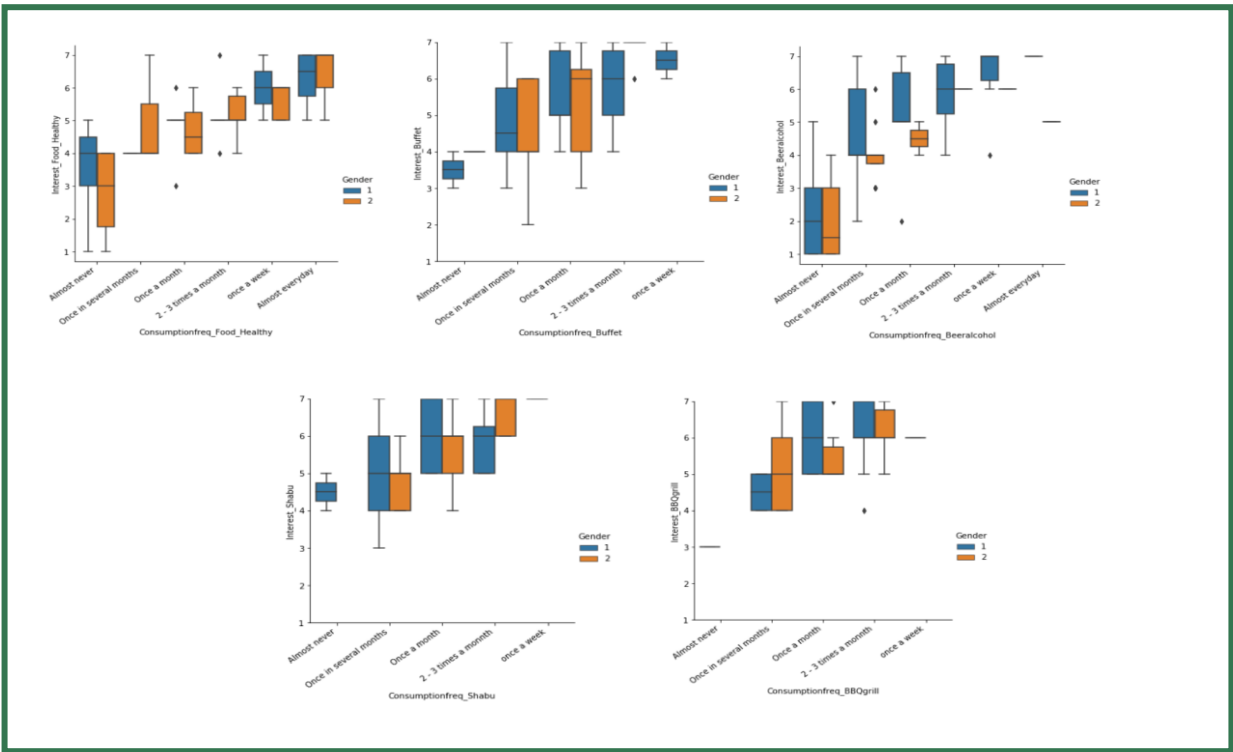 7
6
5
4
3
2
1
Interest_Food_Healthy
Gender
1
2
Almost never
Once in several months
Once a month
2 - 3 times a monnth
once a week
Almost everyday
Consumptionfreq_Food_Healthy
7
6
5
4
3
2
1
Interest_Buffet
Gender
1
2
Almost never
Once in several months
Once a month
2 - 3 times a monnth
once a week
Consumptionfreq_Buffet
7
6
5
4
3
2
1
Interest_Beeralcohol
Gender
1
2
Almost never
Once in several months
Once a month
2 - 3 times a monnth
once a week
Almost everyday
Consumptionfreq_Beeralcohol
7
6
5
4
3
2
1
Interest_Shabu
Gender
1
2
Almost never
Once in several months
Once a month
2 - 3 times a monnth
once a week
Consumptionfreq_Shabu
7
6
5
4
3
2
1
Interest_BBQgrill
Gender
1
2
Almost never
Once in several months
Once a month
2 - 3 times a monnth
once a week
Consumptionfreq_BBQgrill